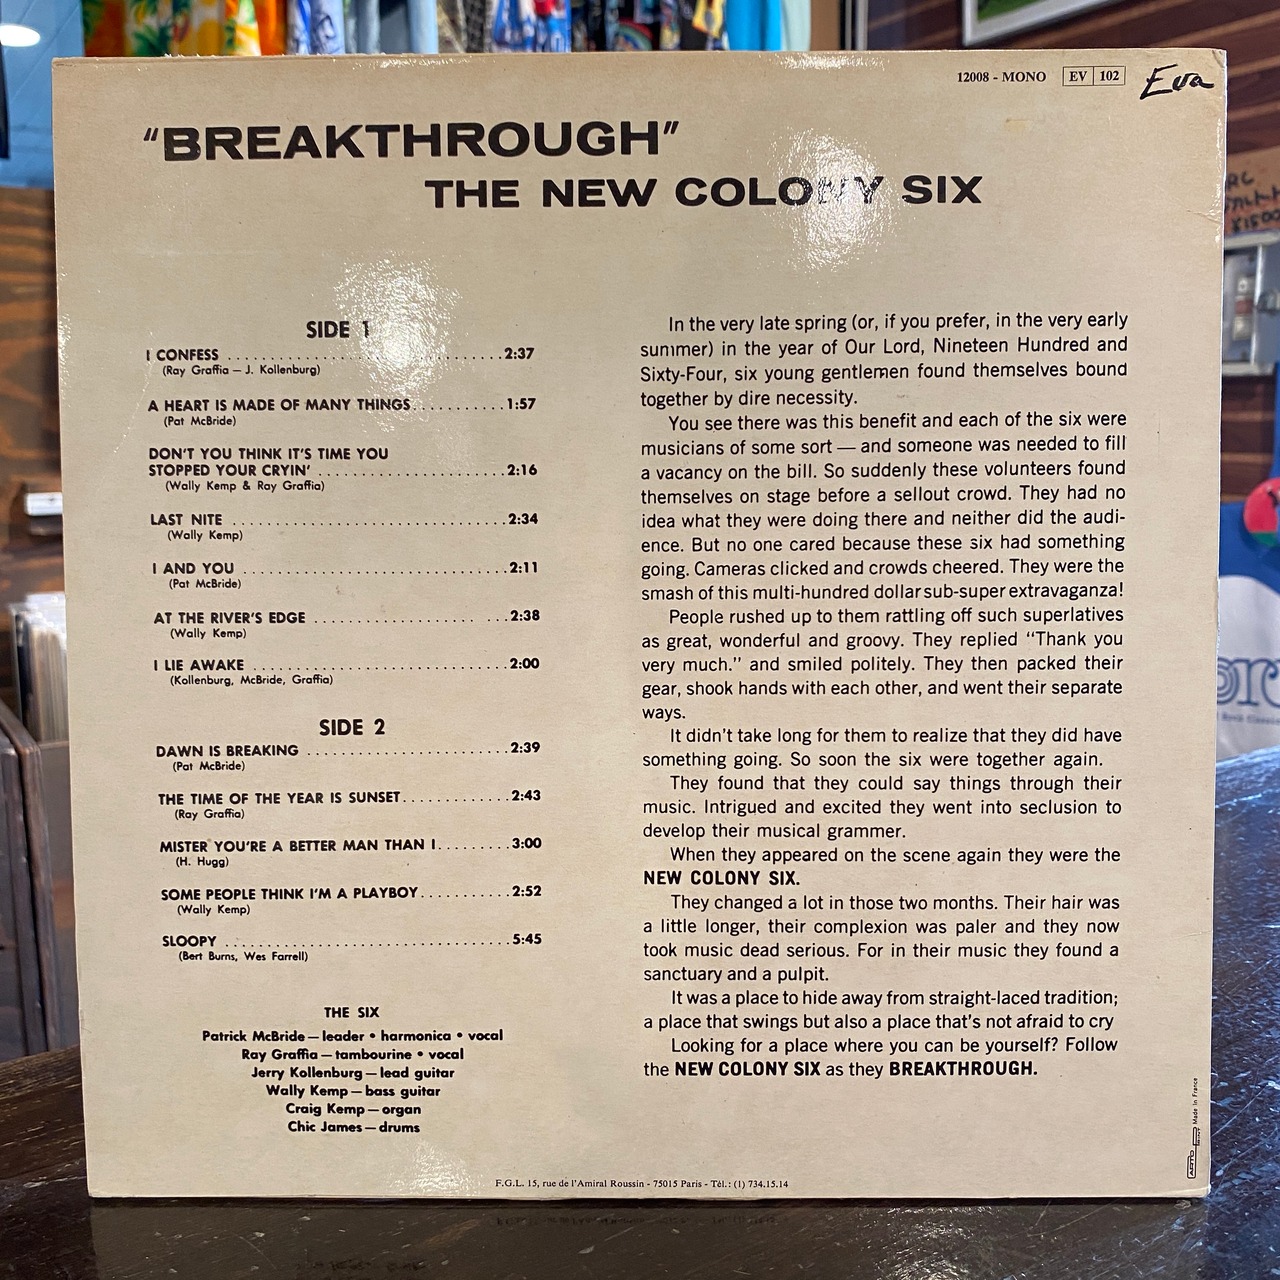 12008 - MONO EV 102 Eva
"BREAKTHROUGH"
THE NEW COLONY SIX
SIDE 1
I CONFESS ........................ 2:37
(Ray Graffia – J. Kollenburg)
A HEART IS MADE OF MANY THINGS.......... 1:57
(Pat McBride)
DON'T YOU THINK IT'S TIME YOU
STOPPED YOUR CRYIN' .................. 2:16
(Wally Kemp & Ray Graffia)
LAST NITE .......................... 2:34
(Wally Kemp)
I AND YOU ......................... 2:11
(Pat McBride)
AT THE RIVER'S EDGE .................. 2:38
(Wally Kemp)
I LIE AWAKE ........................ 2:00
(Kollenburg, McBride, Graffia)
SIDE 2
DAWN IS BREAKING ................... 2:39
(Pat McBride)
THE TIME OF THE YEAR IS SUNSET........... 2:43
(Ray Graffia)
MISTER YOU'RE A BETTER MAN THAN I......... 3:00
(H. Hugg)
SOME PEOPLE THINK I'M A PLAYBOY........... 2:52
(Wally Kemp)
SLOOPY ........................... 5:45
(Bert Burns, Wes Farrell)
THE SIX
Patrick McBride — leader • harmonica • vocal
Ray Graffia — tambourine • vocal
Jerry Kollenburg — lead guitar
Wally Kemp — bass guitar
Craig Kemp — organ
Chic James — drums
In the very late spring (or, if you prefer, in the very early
summer) in the year of Our Lord, Nineteen Hundred and
Sixty-Four, six young gentlemen found themselves bound
together by dire necessity.
You see there was this benefit and each of the six were
musicians of some sort — and someone was needed to fill
a vacancy on the bill. So suddenly these volunteers found
themselves on stage before a sellout crowd. They had no
idea what they were doing there and neither did the audi-
ence. But no one cared because these six had something
going. Cameras clicked and crowds cheered. They were the
smash of this multi-hundred dollar sub-super extravaganza!
People rushed up to them rattling off such superlatives
as great, wonderful and groovy. They replied "Thank you
very much." and smiled politely. They then packed their
gear, shook hands with each other, and went their separate
ways.
It didn't take long for them to realize that they did have
something going. So soon the six were together again.
They found that they could say things through their
music. Intrigued and excited they went into seclusion to
develop their musical grammer.
When they appeared on the scene again they were the
NEW COLONY SIX.
They changed a lot in those two months. Their hair was
a little longer, their complexion was paler and they now
took music dead serious. For in their music they found a
sanctuary and a pulpit.
It was a place to hide away from straight-laced tradition;
a place that swings but also a place that's not afraid to cry
Looking for a place where you can be yourself? Follow
the NEW COLONY SIX as they BREAKTHROUGH.
Made in France
F.G.L. 15, rue de l'Amiral Roussin - 75015 Paris - Tél.: (1) 734.15.14